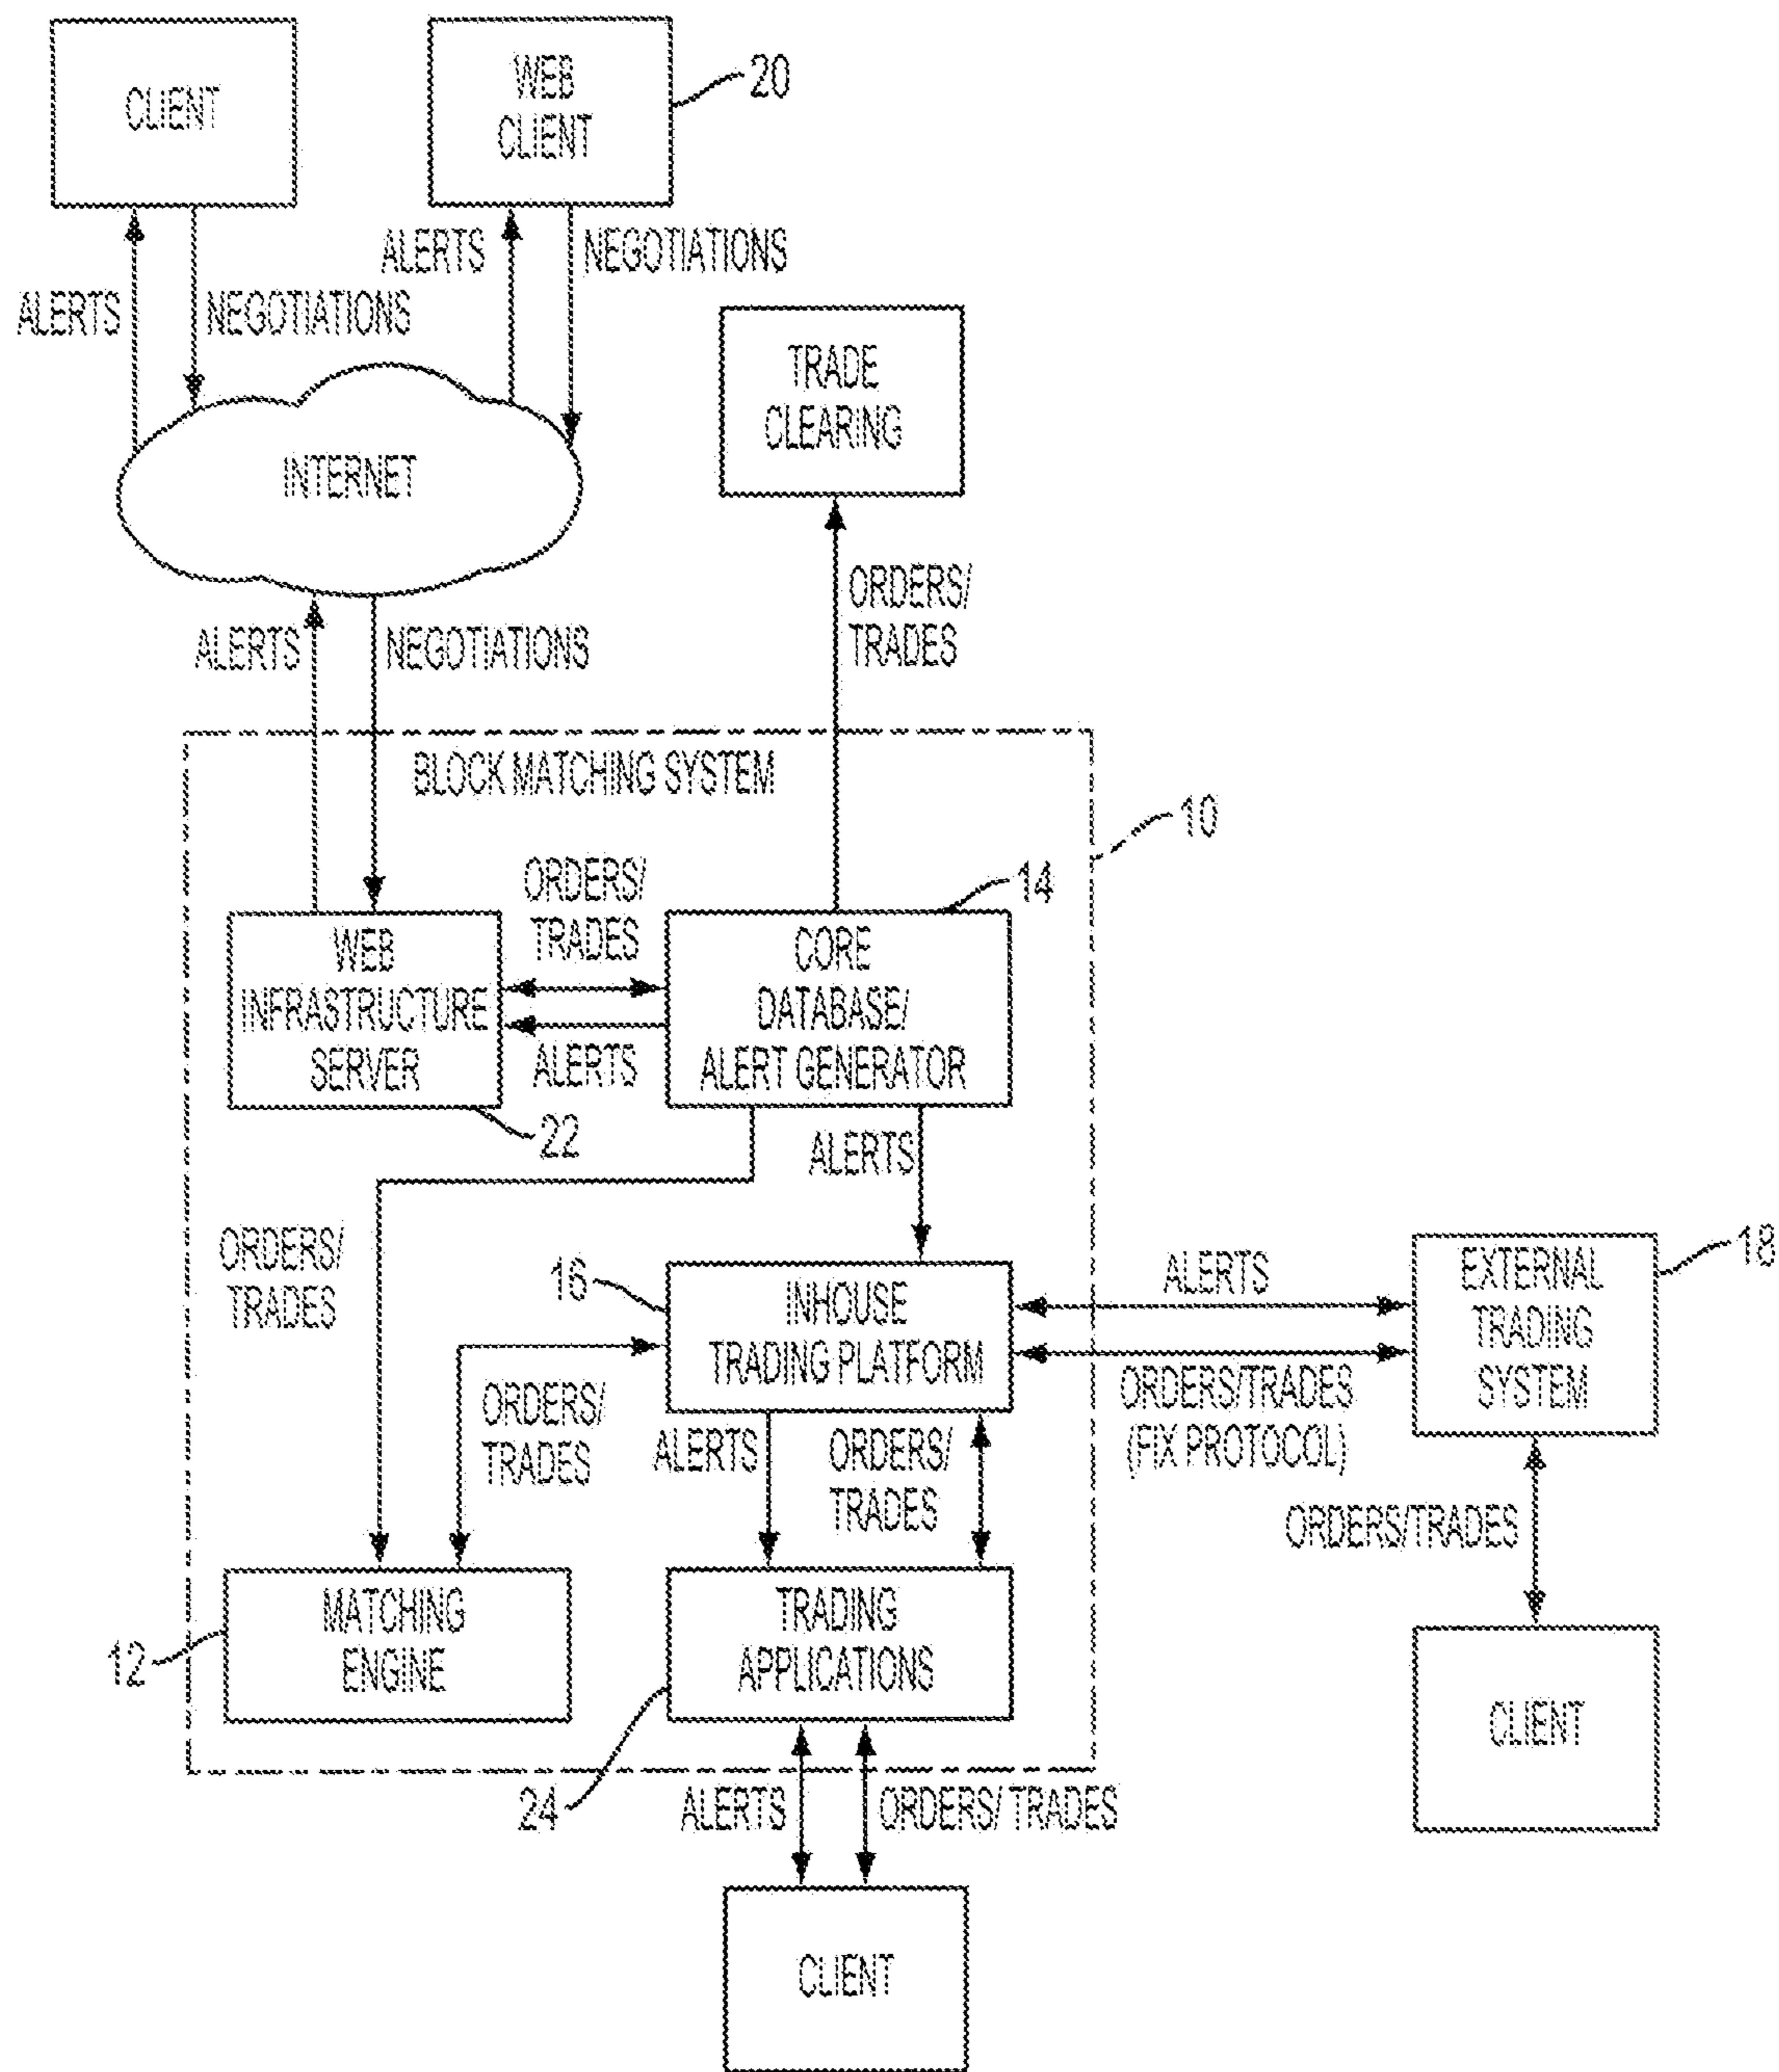 CLIENT
WEB
CLIENT
20
ALERTS
NEGOTIATIONS
ALERTS
NEGOTIATIONS
INTERNET
TRADE
CLEARING
ALERTS
NEGOTIATIONS
ORDERS/
TRADES
BLOCK MATCHING SYSTEM
10
WEB
INFRASTRUCTURE
SERVER
22
ORDERS/
TRADES
ALERTS
14
CORE
DATABASE/
ALERT GENERATOR
ALERTS
ORDERS/
TRADES
16
INHOUSE
TRADING PLATFORM
ALERTS
ORDERS/TRADES
(FIX PROTOCOL)
EXTERNAL
TRADING
SYSTEM
18
ORDERS/
TRADES
ALERTS
ORDERS/
TRADES
ORDERS/TRADES
12
MATCHING
ENGINE
TRADING
APPLICATIONS
24
CLIENT
ALERTS
ORDERS/ TRADES
CLIENT